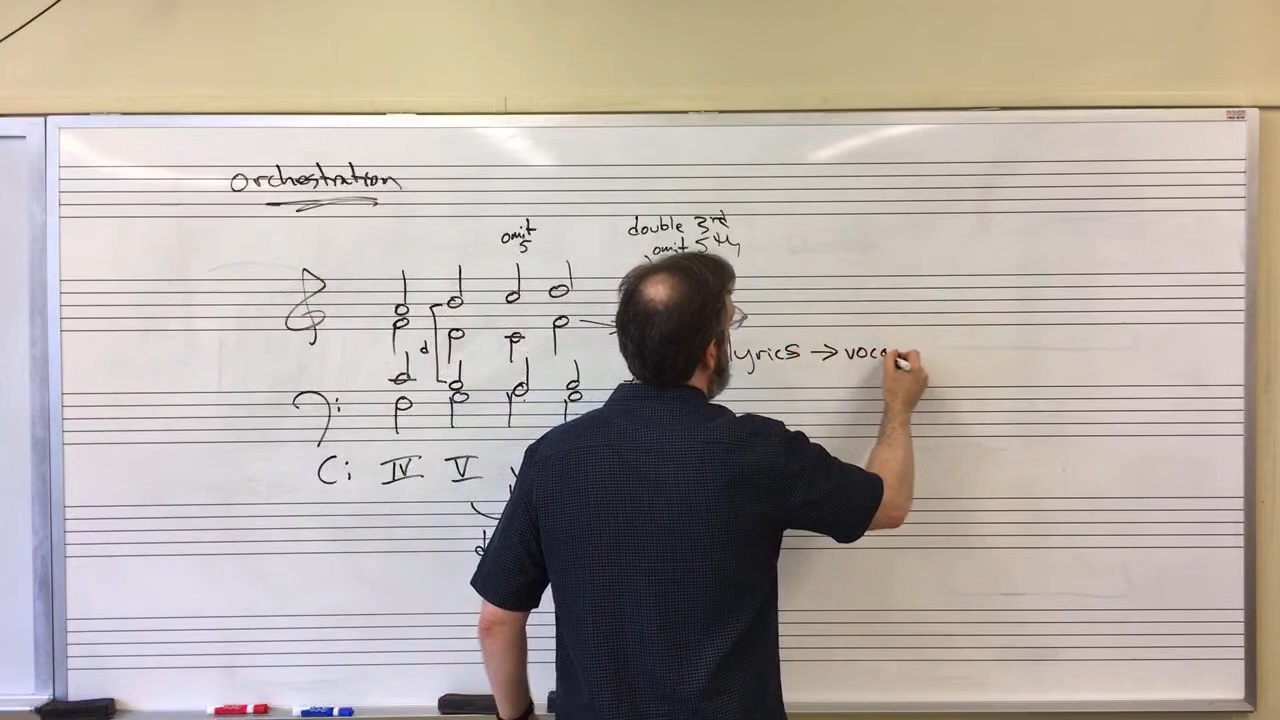 orchestration
omit
5
double 3rd
omit 5th
d
lyrics → voca
C: IV V
d